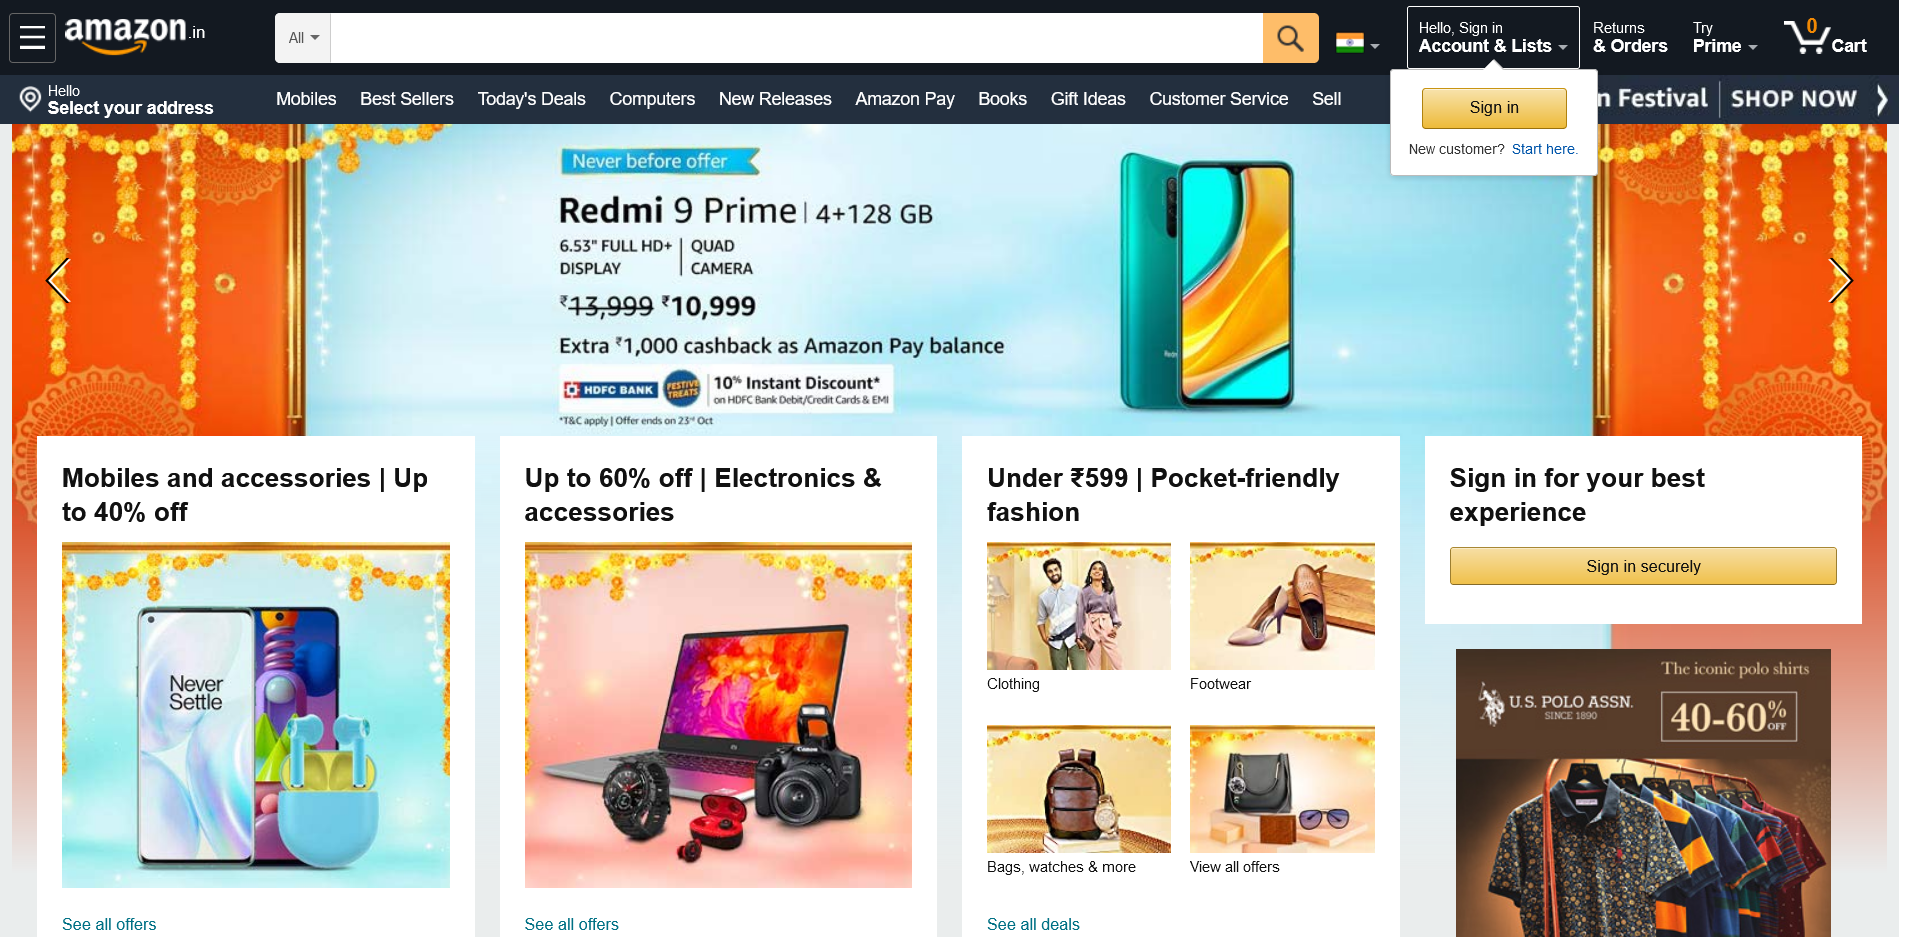 amazon.in
All
Hello, Sign in
Account & Lists
Returns
& Orders
Try
Prime
0
Cart
Hello
Select your address
Mobiles
Best Sellers
Today's Deals
Computers
New Releases
Amazon Pay
Books
Gift Ideas
Customer Service
Sell
n Festival
SHOP NOW
Sign in
New customer? Start here.
Never before offer
Redmi 9 Prime | 4+128 GB
6.53" FULL HD+
DISPLAY
QUAD
CAMERA
₹13,999 ₹10,999
Extra ₹1,000 cashback as Amazon Pay balance
HDFC BANK
FESTIVE
TREATS
10% Instant Discount*
on HDFC Bank Debit/Credit Cards & EMI
*T&C apply | Offer ends on 23rd Oct
Redmi
Mobiles and accessories | Up
to 40% off
Never
Settle
See all offers
Up to 60% off | Electronics &
accessories
Canon
See all offers
Under ₹599 | Pocket-friendly
fashion
Clothing
Footwear
Bags, watches & more
View all offers
See all deals
Sign in for your best
experience
Sign in securely
The iconic polo shirts
U.S. POLO ASSN.
SINCE 1890
40-60% OFF